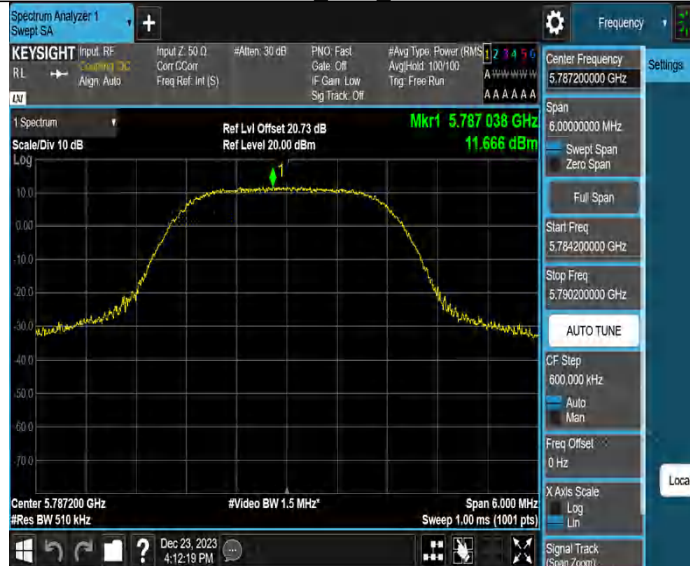 Spectrum Analyzer 1
Swept SA
+
Frequency
KEYSIGHT
RL
Input: RF
Coupling: DC
Align: Auto
Input Z: 50 Ω
Corr CCorr
Freq Ref: Int (S)
#Atten: 30 dB
PNO: Fast
Gate: Off
IF Gain: Low
Sig Track: Off
#Avg Type: Power (RMS
Avg|Hold: 100/100
Trig: Free Run
1 2 3 4 5 6
A W W W W W
A A A A A A
LXI
1 Spectrum
Scale/Div 10 dB
Log
Ref Lvl Offset 20.73 dB
Ref Level 20.00 dBm
Mkr1 5.787 038 GHz
11.666 dBm
1
10.0
0.00
-10.0
-20.0
-30.0
-40.0
-50.0
-60.0
-70.0
Center 5.787200 GHz
#Res BW 510 kHz
#Video BW 1.5 MHz*
Span 6.000 MHz
Sweep 1.00 ms (1001 pts)
?
Dec 23, 2023
4:12:19 PM
Center Frequency
5.787200000 GHz
Settings
Span
6.00000000 MHz
Swept Span
Zero Span
Full Span
Start Freq
5.784200000 GHz
Stop Freq
5.790200000 GHz
AUTO TUNE
CF Step
600.000 kHz
Auto
Man
Freq Offset
0 Hz
Loca
X Axis Scale
Log
Lin
Signal Track
(Span Zoom)